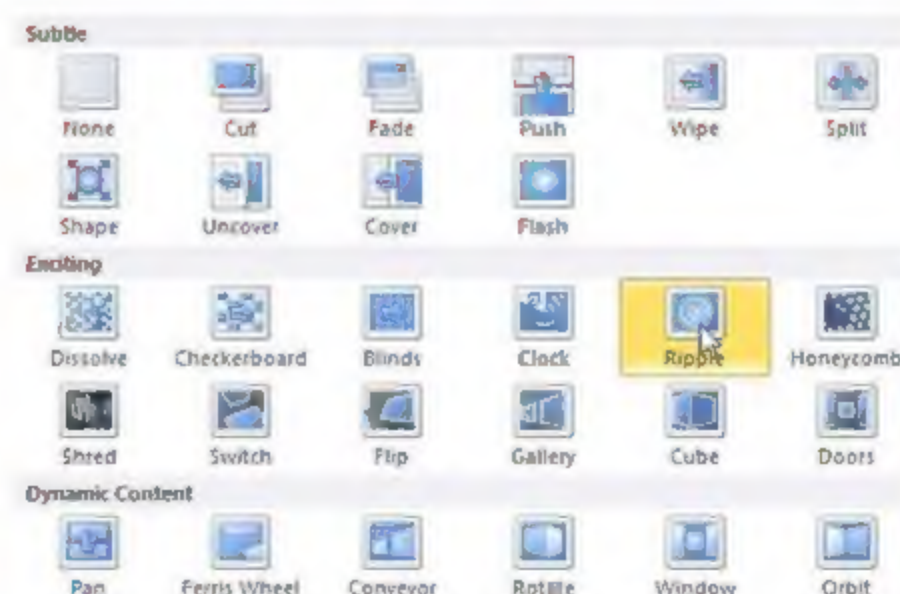 Subtle
None Cut Fade Push Wipe Split
Shape Uncover Cover Flash
Exciting
Dissolve Checkerboard Blinds Clock Ripple Honeycomb
Shred Switch Flip Gallery Cube Doors
Dynamic Content
Pan Ferris Wheel Conveyor Rotate Window Orbit